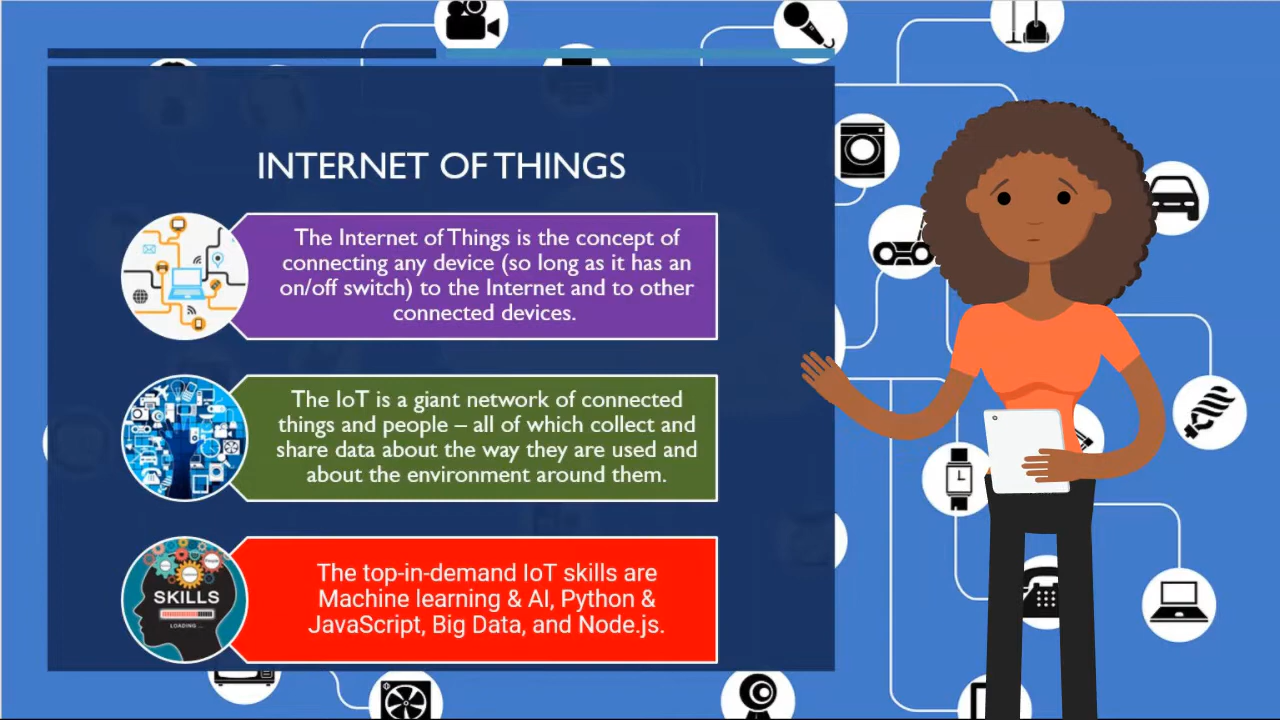 INTERNET OF THINGS
The Internet of Things is the concept of
connecting any device (so long as it has an
on/off switch) to the Internet and to other
connected devices.
The IoT is a giant network of connected
things and people – all of which collect and
share data about the way they are used and
about the environment around them.
SKILLS
LOADING ...
The top-in-demand IoT skills are
Machine learning & AI, Python &
JavaScript, Big Data, and Node.js.